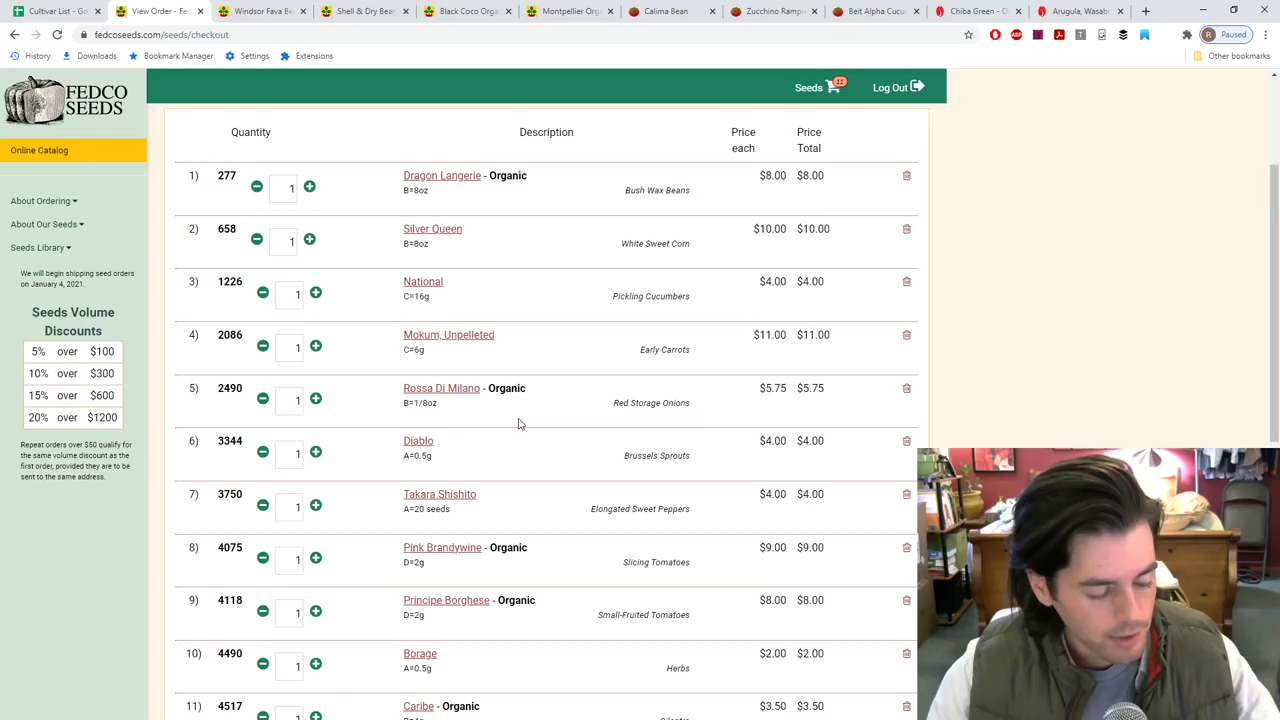 Cultivar List - Go
View Order - Fe
Windsor Fava Be
Shell & Dry Bean
Black Coco Orga
Montpellier Orga
Calima Bean
Zucchino Rampi
Beit Alpha Cucu
Chiba Green - O
Arugula, Wasab
fedcoseeds.com/seeds/checkout
R Paused
History Downloads Bookmark Manager Settings Extensions Other bookmarks
FEDCO
SEEDS
Seeds 11 Log Out
Online Catalog
About Ordering
About Our Seeds
Seeds Library
We will begin shipping seed orders
on January 4, 2021.
Seeds Volume
Discounts
5% over $100
10% over $300
15% over $600
20% over $1200
Repeat orders over $50 qualify for
the same volume discount as the
first order, provided they are to be
sent to the same address.
Quantity Description Price each Price Total
1) 277 1 Dragon Langerie - Organic $8.00 $8.00
B=8oz Bush Wax Beans
2) 658 1 Silver Queen $10.00 $10.00
B=8oz White Sweet Corn
3) 1226 1 National $4.00 $4.00
C=16g Pickling Cucumbers
4) 2086 1 Mokum, Unpelleted $11.00 $11.00
C=6g Early Carrots
5) 2490 1 Rossa Di Milano - Organic $5.75 $5.75
B=1/8oz Red Storage Onions
6) 3344 1 Diablo $4.00 $4.00
A=0.5g Brussels Sprouts
7) 3750 1 Takara Shishito $4.00 $4.00
A=20 seeds Elongated Sweet Peppers
8) 4075 1 Pink Brandywine - Organic $9.00 $9.00
D=2g Slicing Tomatoes
9) 4118 1 Principe Borghese - Organic $8.00 $8.00
D=2g Small-Fruited Tomatoes
10) 4490 1 Borage $2.00 $2.00
A=0.5g Herbs
11) 4517 1 Caribe - Organic $3.50 $3.50